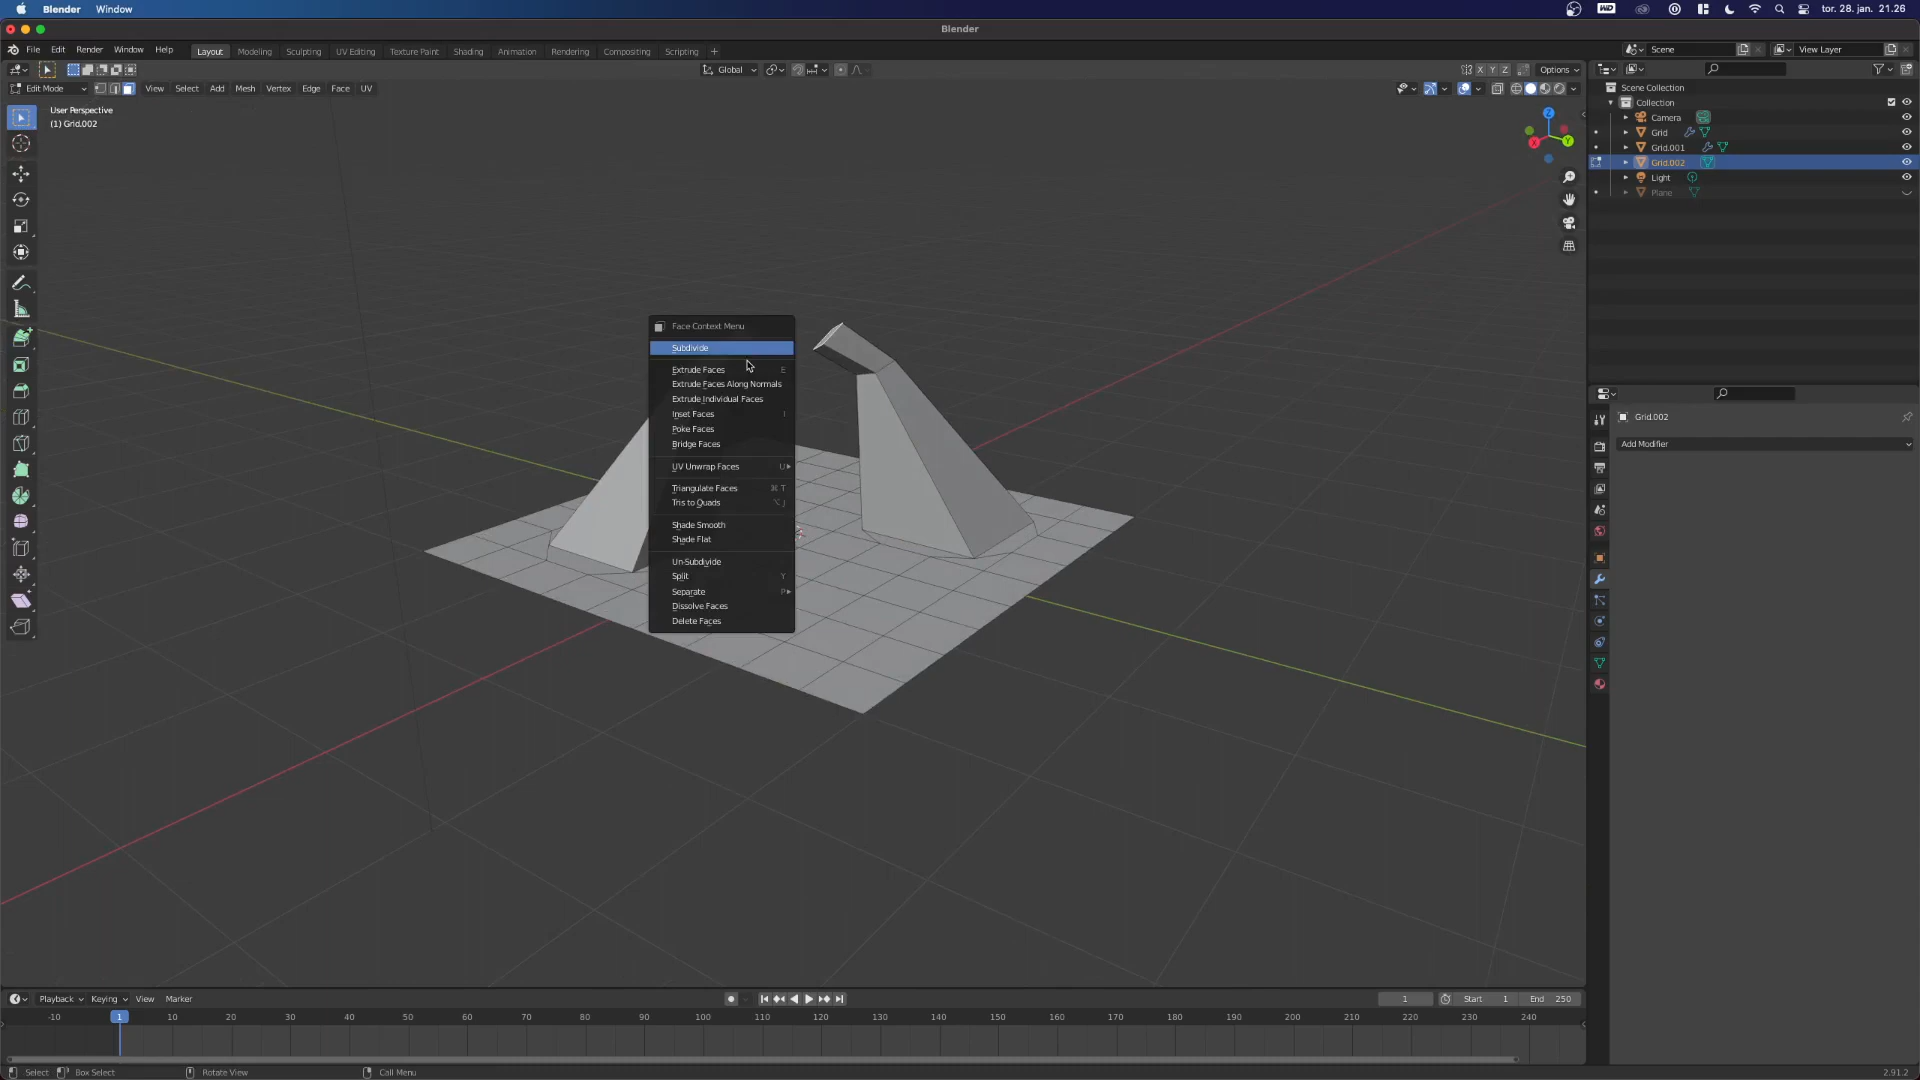 Blender Window tor. 28. jan. 21.26
Blender
File Edit Render Window Help Layout Modeling Sculpting UV Editing Texture Paint Shading Animation Rendering Compositing Scripting + Scene View Layer
Global X Y Z Options
Edit Mode View Select Add Mesh Vertex Edge Face UV
User Perspective
(1) Grid.002
Scene Collection
Collection
Camera
Grid
Grid.001
Grid.002
Light
Plane
Z
Y
X
Face Context Menu
Subdivide
Extrude Faces E
Extrude Faces Along Normals
Extrude Individual Faces
Inset Faces I
Poke Faces
Bridge Faces
UV Unwrap Faces U
Triangulate Faces ⌘ T
Tris to Quads ⌥ J
Shade Smooth
Shade Flat
Un-Subdivide
Split Y
Separate P
Dissolve Faces
Delete Faces
Grid.002
Add Modifier
Playback Keying View Marker 1 Start 1 End 250
-10 1 10 20 30 40 50 60 70 80 90 100 110 120 130 140 150 160 170 180 190 200 210 220 230 240
Select Box Select Rotate View Call Menu 2.91.2